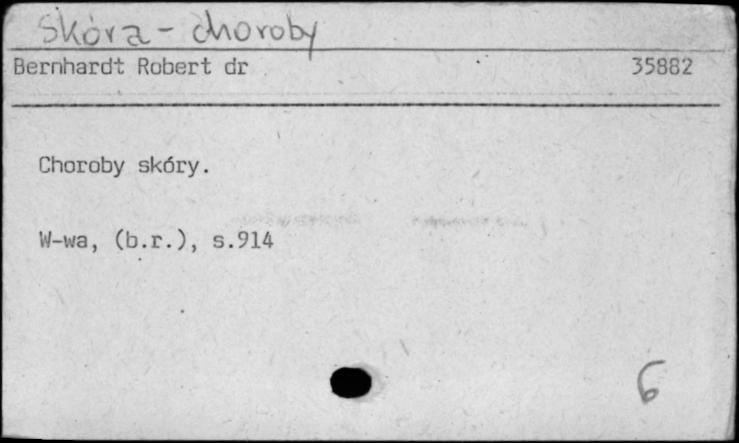 Skóra - choroby
Bernhardt Robert dr 35882
Choroby skóry.
W-wa, (b.r.), s.914
6